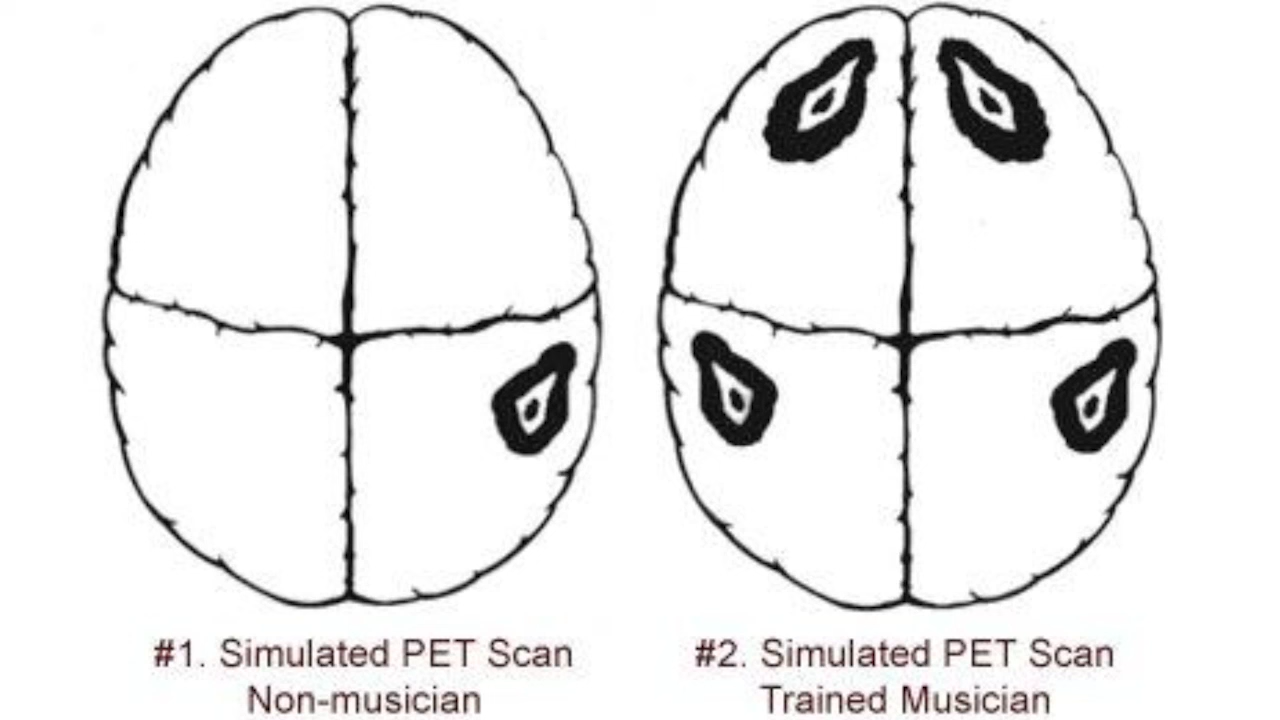 #1. Simulated PET Scan
Non-musician
#2. Simulated PET Scan
Trained Musician